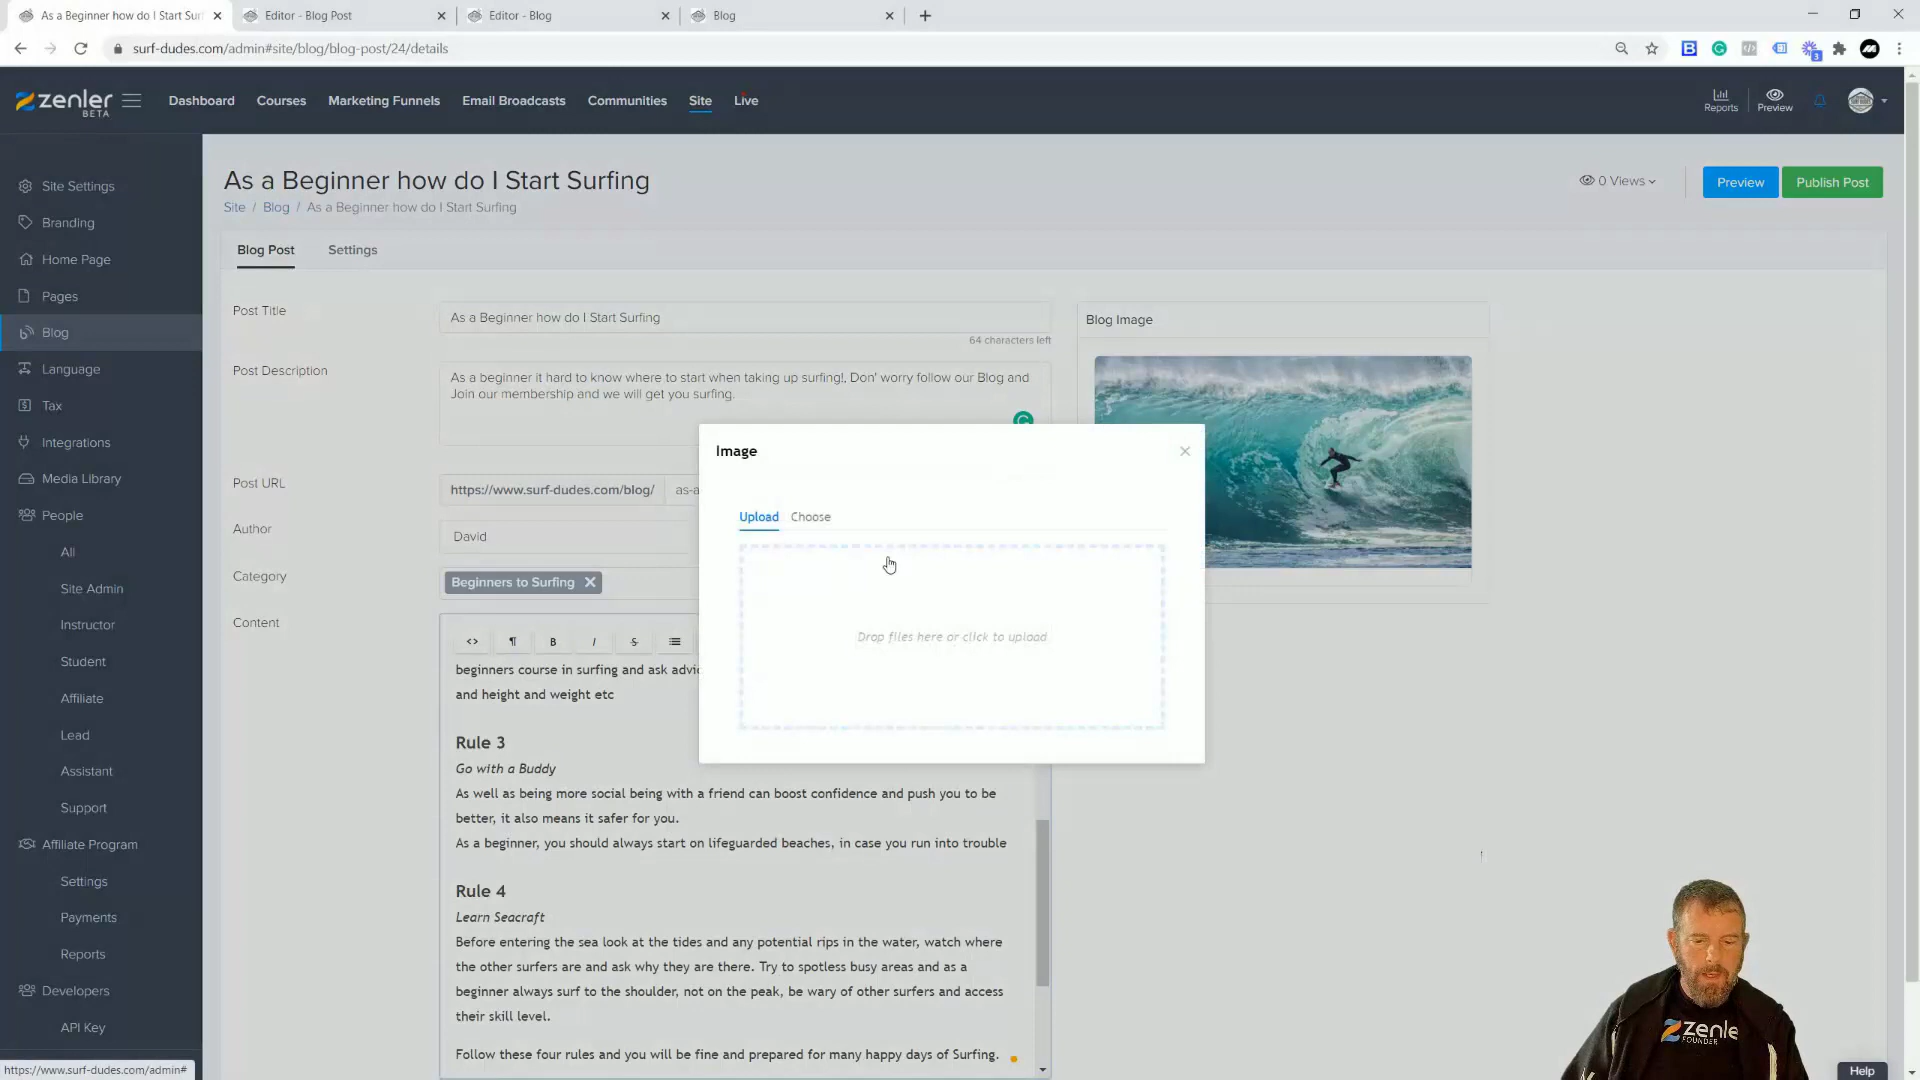 As a Beginner how do I Start Surf
Editor - Blog Post
Editor - Blog
Blog
surf-dudes.com/admin#site/blog/blog-post/24/details
3
zenler
BETA
Dashboard
Courses
Marketing Funnels
Email Broadcasts
Communities
Site
Live
Reports
Preview
Site Settings
Branding
Home Page
Pages
Blog
Language
Tax
Integrations
Media Library
People
All
Site Admin
Instructor
Student
Affiliate
Lead
Assistant
Support
Affiliate Program
Settings
Payments
Reports
Developers
API Key
https://www.surf-dudes.com/admin#
As a Beginner how do I Start Surfing
Site / Blog / As a Beginner how do I Start Surfing
0 Views
Preview
Publish Post
Blog Post
Settings
Post Title
As a Beginner how do I Start Surfing
64 characters left
Post Description
As a beginner it hard to know where to start when taking up surfing!, Don' worry follow our Blog and
Join our membership and we will get you surfing.
Post URL
https://www.surf-dudes.com/blog/
as-a
Author
David
Category
Beginners to Surfing
Content
<> ¶ B I S
beginners course in surfing and ask advi
and height and weight etc
Rule 3
Go with a Buddy
As well as being more social being with a friend can boost confidence and push you to be
better, it also means it safer for you.
As a beginner, you should always start on lifeguarded beaches, in case you run into trouble
Rule 4
Learn Seacraft
Before entering the sea look at the tides and any potential rips in the water, watch where
the other surfers are and ask why they are there. Try to spotless busy areas and as a
beginner always surf to the shoulder, not on the peak, be wary of other surfers and access
their skill level.
Follow these four rules and you will be fine and prepared for many happy days of Surfing.
Blog Image
Image
Upload
Choose
Drop files here or click to upload
zenle
FOUNDER
Help